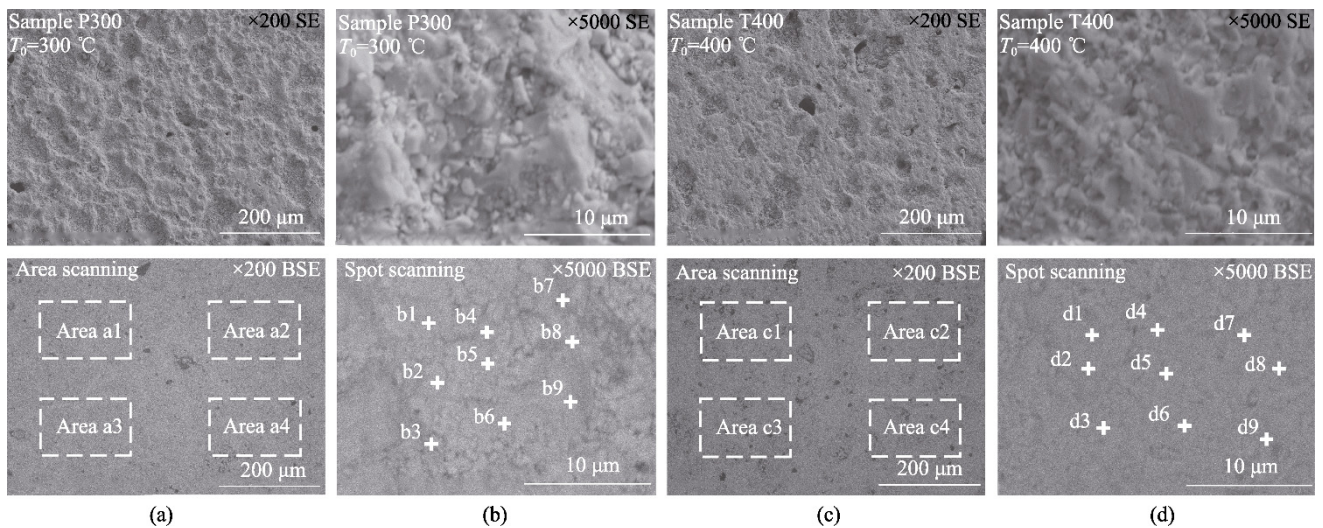 Sample P300 ×200 SE
T₀=300 ℃
200 μm
Sample P300 ×5000 SE
T₀=300 ℃
10 μm
Sample T400 ×200 SE
T₀=400 ℃
200 μm
Sample T400 ×5000 SE
T₀=400 ℃
10 μm
Area scanning ×200 BSE
Area a1 Area a2
Area a3 Area a4
200 μm
Spot scanning ×5000 BSE
b7
b1 b4
b8
b5
b2
b9
b6
b3
10 μm
Area scanning ×200 BSE
Area c1 Area c2
Area c3 Area c4
200 μm
Spot scanning ×5000 BSE
d1 d4 d7
d2 d5 d8
d3 d6 d9
10 μm
(a) (b) (c) (d)